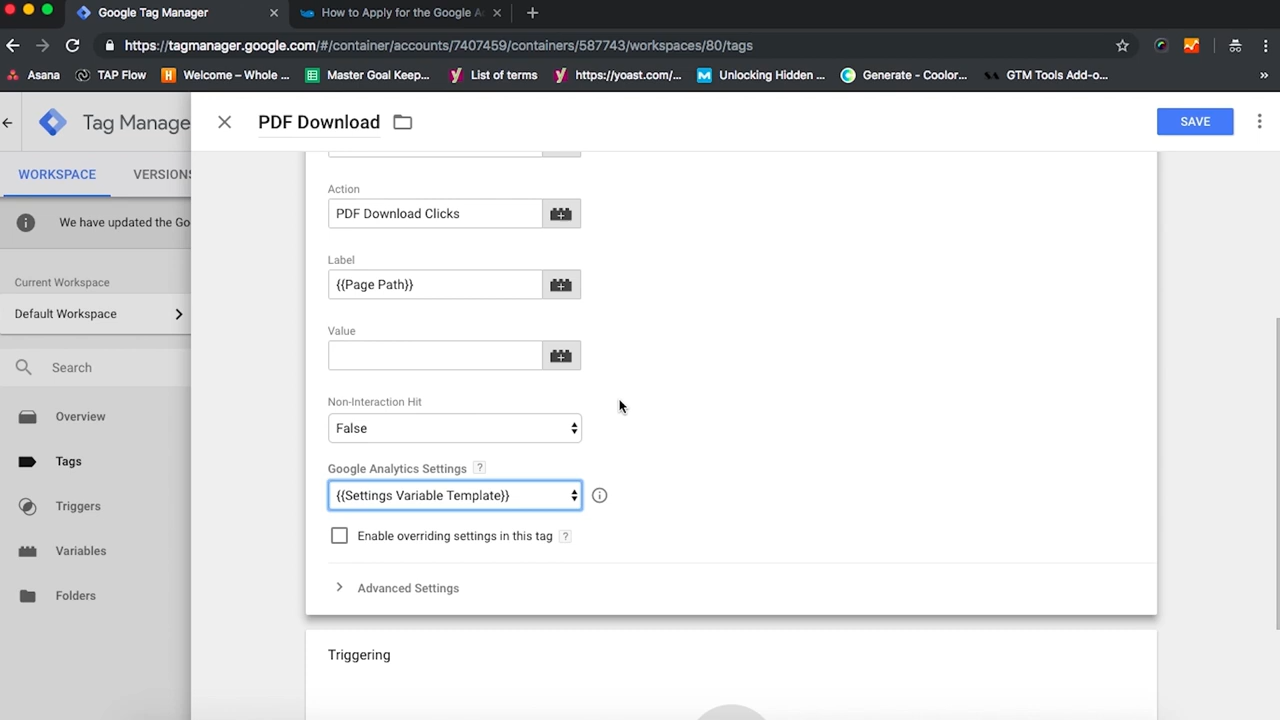 Google Tag Manager
How to Apply for the Google A
https://tagmanager.google.com/#/container/accounts/7407459/containers/587743/workspaces/80/tags
Asana
TAP Flow
Welcome – Whole ...
Master Goal Keep...
List of terms
https://yoast.com/...
Unlocking Hidden ...
Generate - Coolor...
GTM Tools Add-o...
»
Tag Manage
PDF Download
SAVE
WORKSPACE
VERSIONS
We have updated the Go
Current Workspace
Default Workspace
Search
Overview
Tags
Triggers
Variables
Folders
Action
PDF Download Clicks
Label
{{Page Path}}
Value
Non-Interaction Hit
False
Google Analytics Settings ?
{{Settings Variable Template}}
Enable overriding settings in this tag ?
Advanced Settings
Triggering